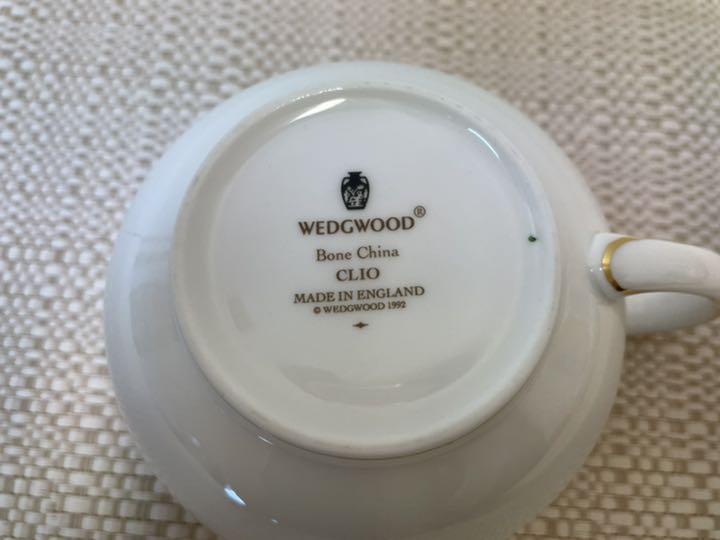 WEDGWOOD®
Bone China
CLIO
MADE IN ENGLAND
© WEDGWOOD 1992